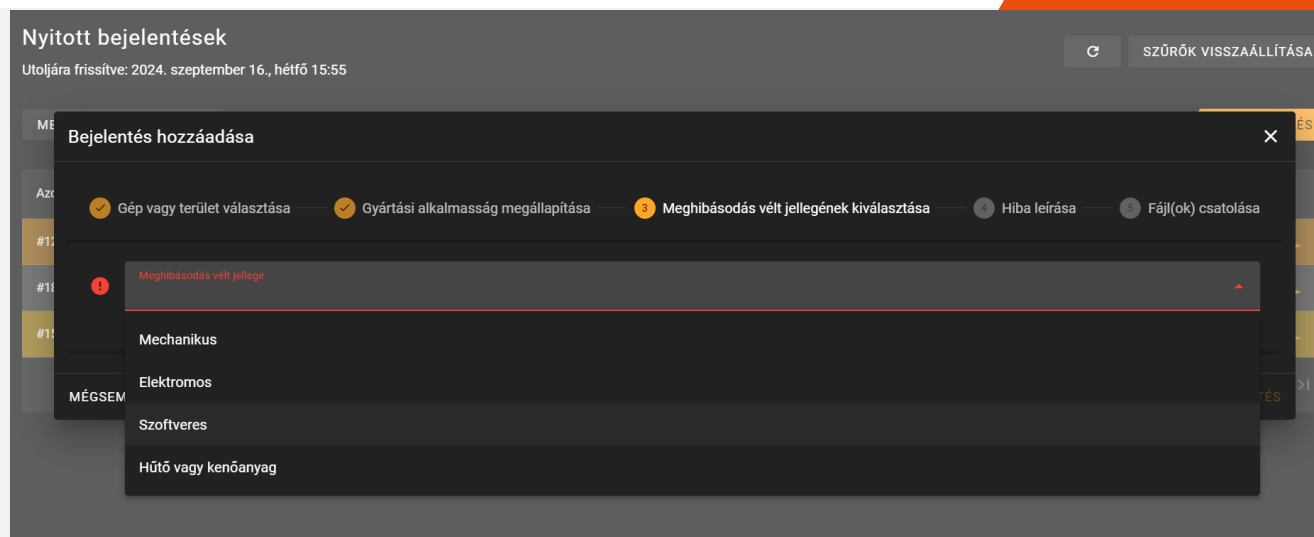 Nyitott bejelentések
Utoljára frissítve: 2024. szeptember 16., hétfő 15:55
SZŰRŐK VISSZAÁLLÍTÁSA
Bejelentés hozzáadása
Gép vagy terület választása
Gyártási alkalmasság megállapítása
3 Meghibásodás vélt jellegének kiválasztása
4 Hiba leírása
5 Fájl(ok) csatolása
Meghibásodás vélt jellege
Mechanikus
Elektromos
MÉGSEM
Szoftveres
Hűtő vagy kenőanyag